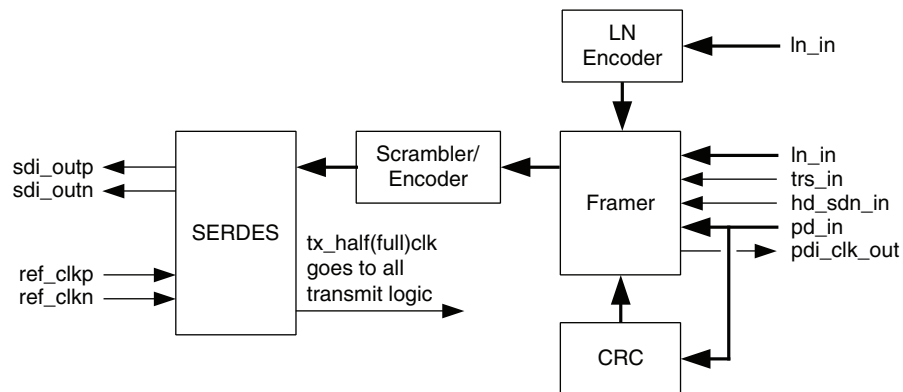 LN
Encoder
ln_in
sdi_outp
sdi_outn
SERDES
Scrambler/
Encoder
Framer
ln_in
trs_in
hd_sdn_in
pd_in
pdi_clk_out
ref_clkp
ref_clkn
tx_half(full)clk
goes to all
transmit logic
CRC